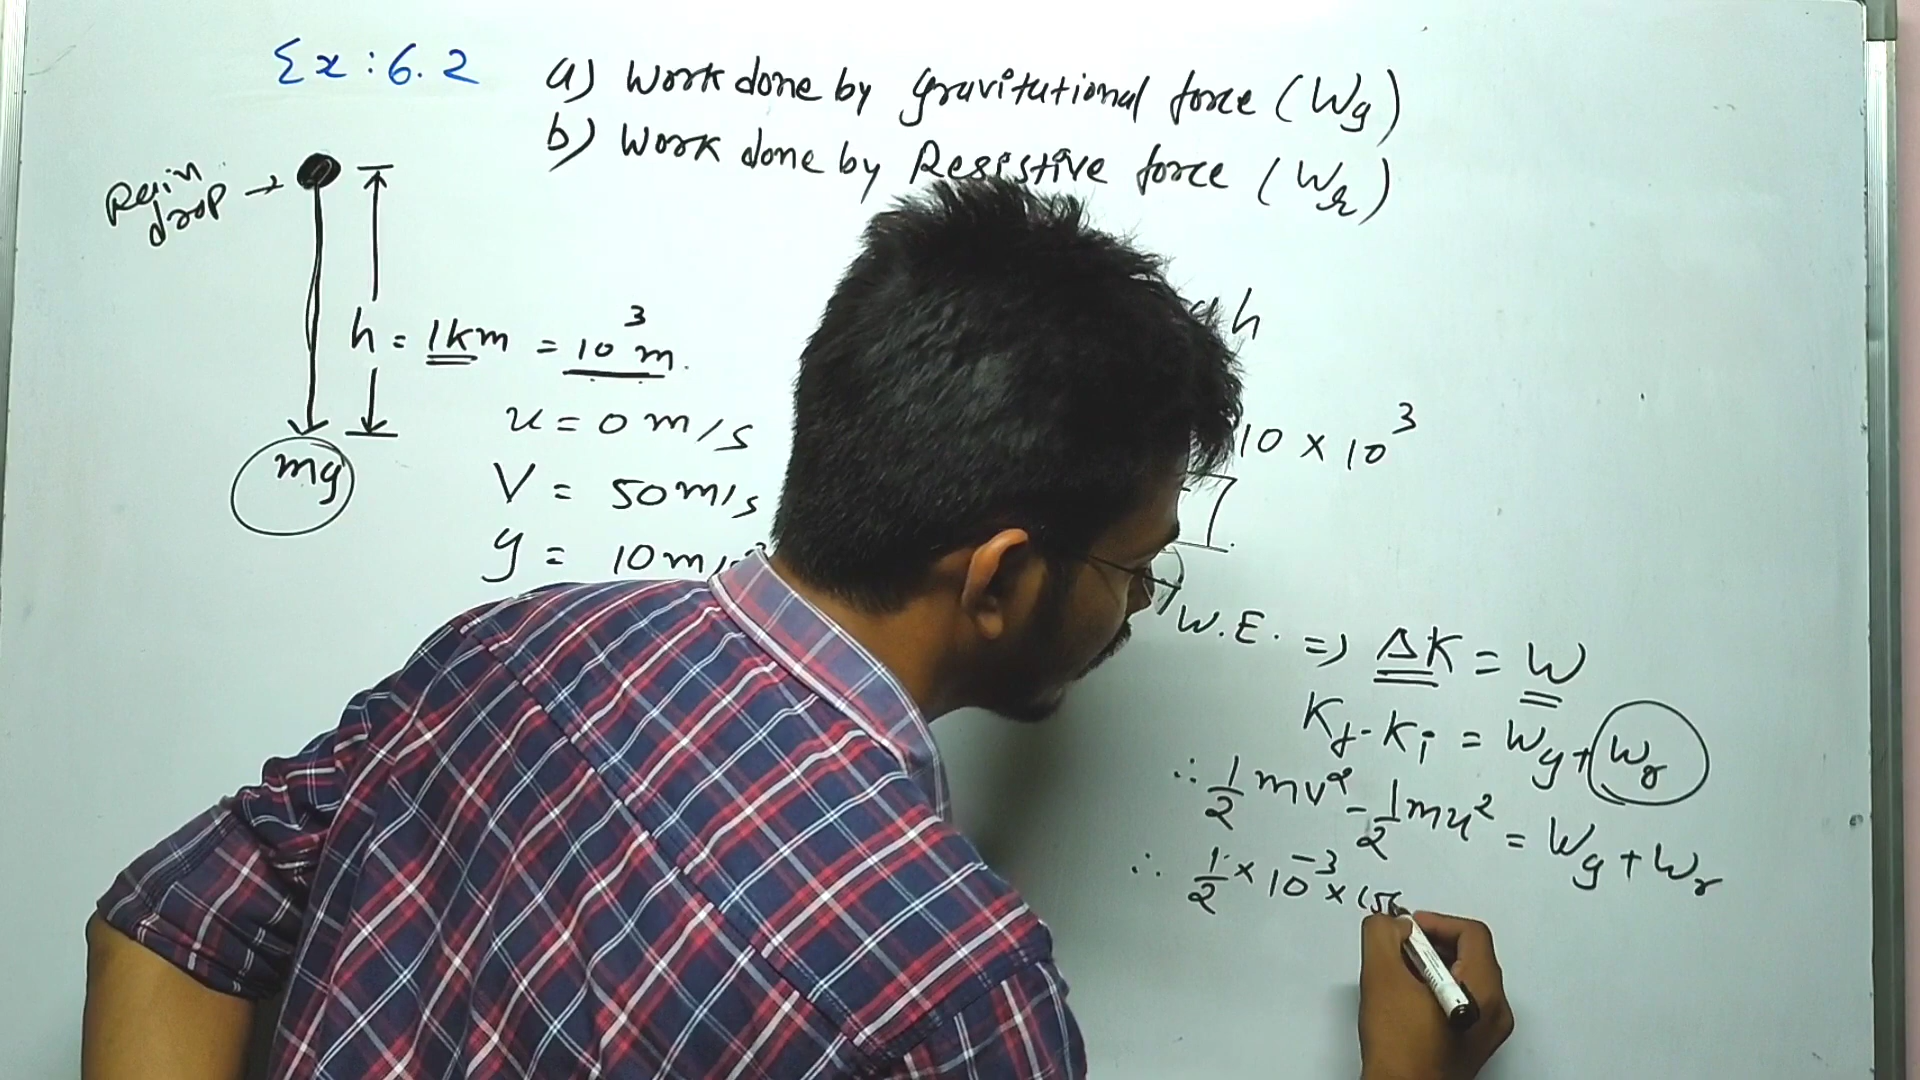 Ex : 6.2
a) Work done by gravitational force (Wg)
b) Work done by Resistive force (Wr)
Rain drop →
h = 1km = 10³ m.
mg
u = 0 m/s
V = 50 m/s
g = 10 m/
h
10 × 10³
J.
W.E. ⇒ ΔK = W
Kf - Ki = Wg + Wr
∴ 1/2 mv² - 1/2 mu² = Wg + Wr
∴ 1/2 × 10⁻³ × (50